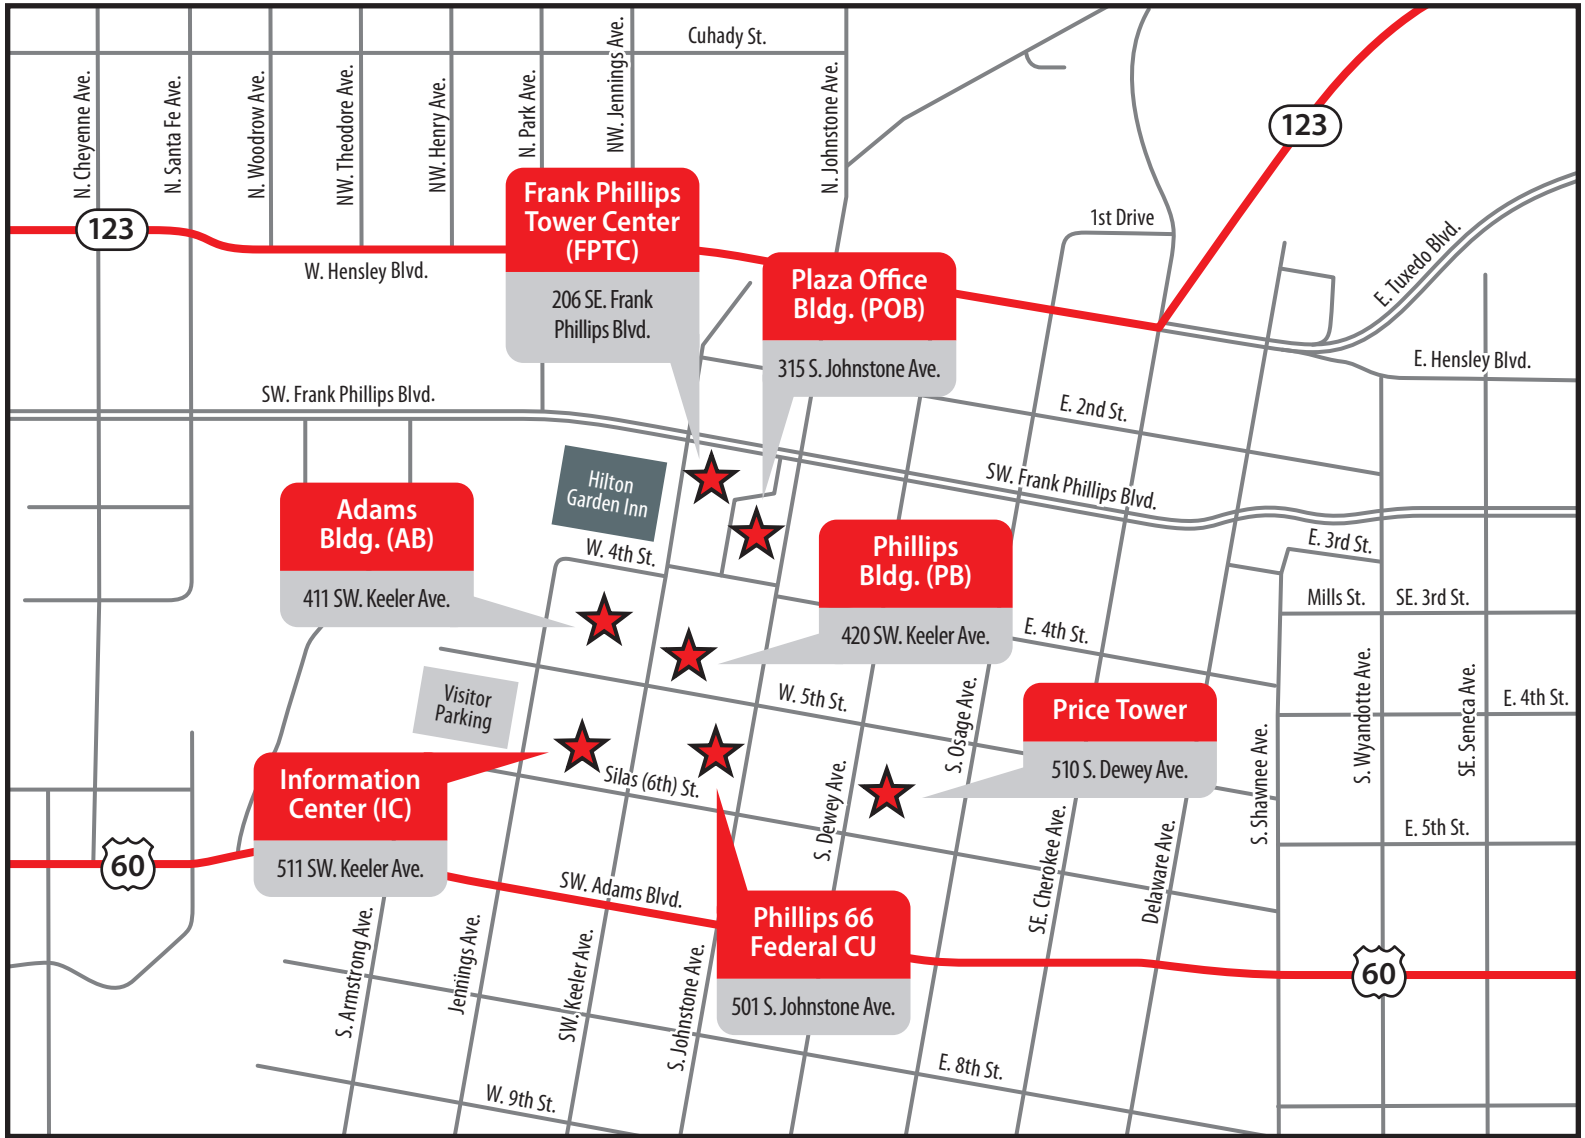 Cuhady St.
N. Cheyenne Ave.
N. Santa Fe Ave.
N. Woodrow Ave.
NW. Theodore Ave.
NW. Henry Ave.
N. Park Ave.
NW. Jennings Ave.
N. Johnstone Ave.
123
123
W. Hensley Blvd.
Frank Phillips
Tower Center
(FPTC)
206 SE. Frank
Phillips Blvd.
Plaza Office
Bldg. (POB)
315 S. Johnstone Ave.
1st Drive
E. Tuxedo Blvd.
E. Hensley Blvd.
SW. Frank Phillips Blvd.
E. 2nd St.
SW. Frank Phillips Blvd.
Hilton
Garden Inn
Adams
Bldg. (AB)
411 SW. Keeler Ave.
W. 4th St.
Phillips
Bldg. (PB)
420 SW. Keeler Ave.
E. 3rd St.
Mills St.
SE. 3rd St.
E. 4th St.
Visitor
Parking
W. 5th St.
S. Osage Ave.
Price Tower
510 S. Dewey Ave.
S. Shawnee Ave.
S. Wyandotte Ave.
SE. Seneca Ave.
E. 4th St.
Information
Center (IC)
511 SW. Keeler Ave.
Silas (6th) St.
S. Dewey Ave.
SE. Cherokee Ave.
Delaware Ave.
E. 5th St.
60
SW. Adams Blvd.
Phillips 66
Federal CU
501 S. Johnstone Ave.
60
S. Armstrong Ave.
Jennings Ave.
SW. Keeler Ave.
S. Johnstone Ave.
E. 8th St.
W. 9th St.